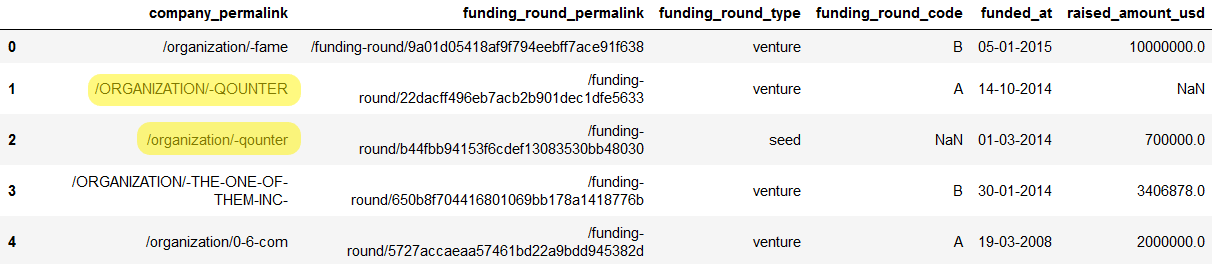 company_permalink funding_round_permalink funding_round_type funding_round_code funded_at raised_amount_usd
0 /organization/-fame /funding-round/9a01d05418af9f794eebff7ace91f638 venture B 05-01-2015 10000000.0
/funding-
1 /ORGANIZATION/-QOUNTER venture A 14-10-2014 NaN
round/22dacff496eb7acb2b901dec1dfe5633
/funding-
2 /organization/-qounter seed NaN 01-03-2014 700000.0
round/b44fbb94153f6cdef13083530bb48030
/ORGANIZATION/-THE-ONE-OF- /funding-
3 venture B 30-01-2014 3406878.0
THEM-INC- round/650b8f704416801069bb178a1418776b
/funding-
4 /organization/0-6-com venture A 19-03-2008 2000000.0
round/5727accaeaa57461bd22a9bdd945382d